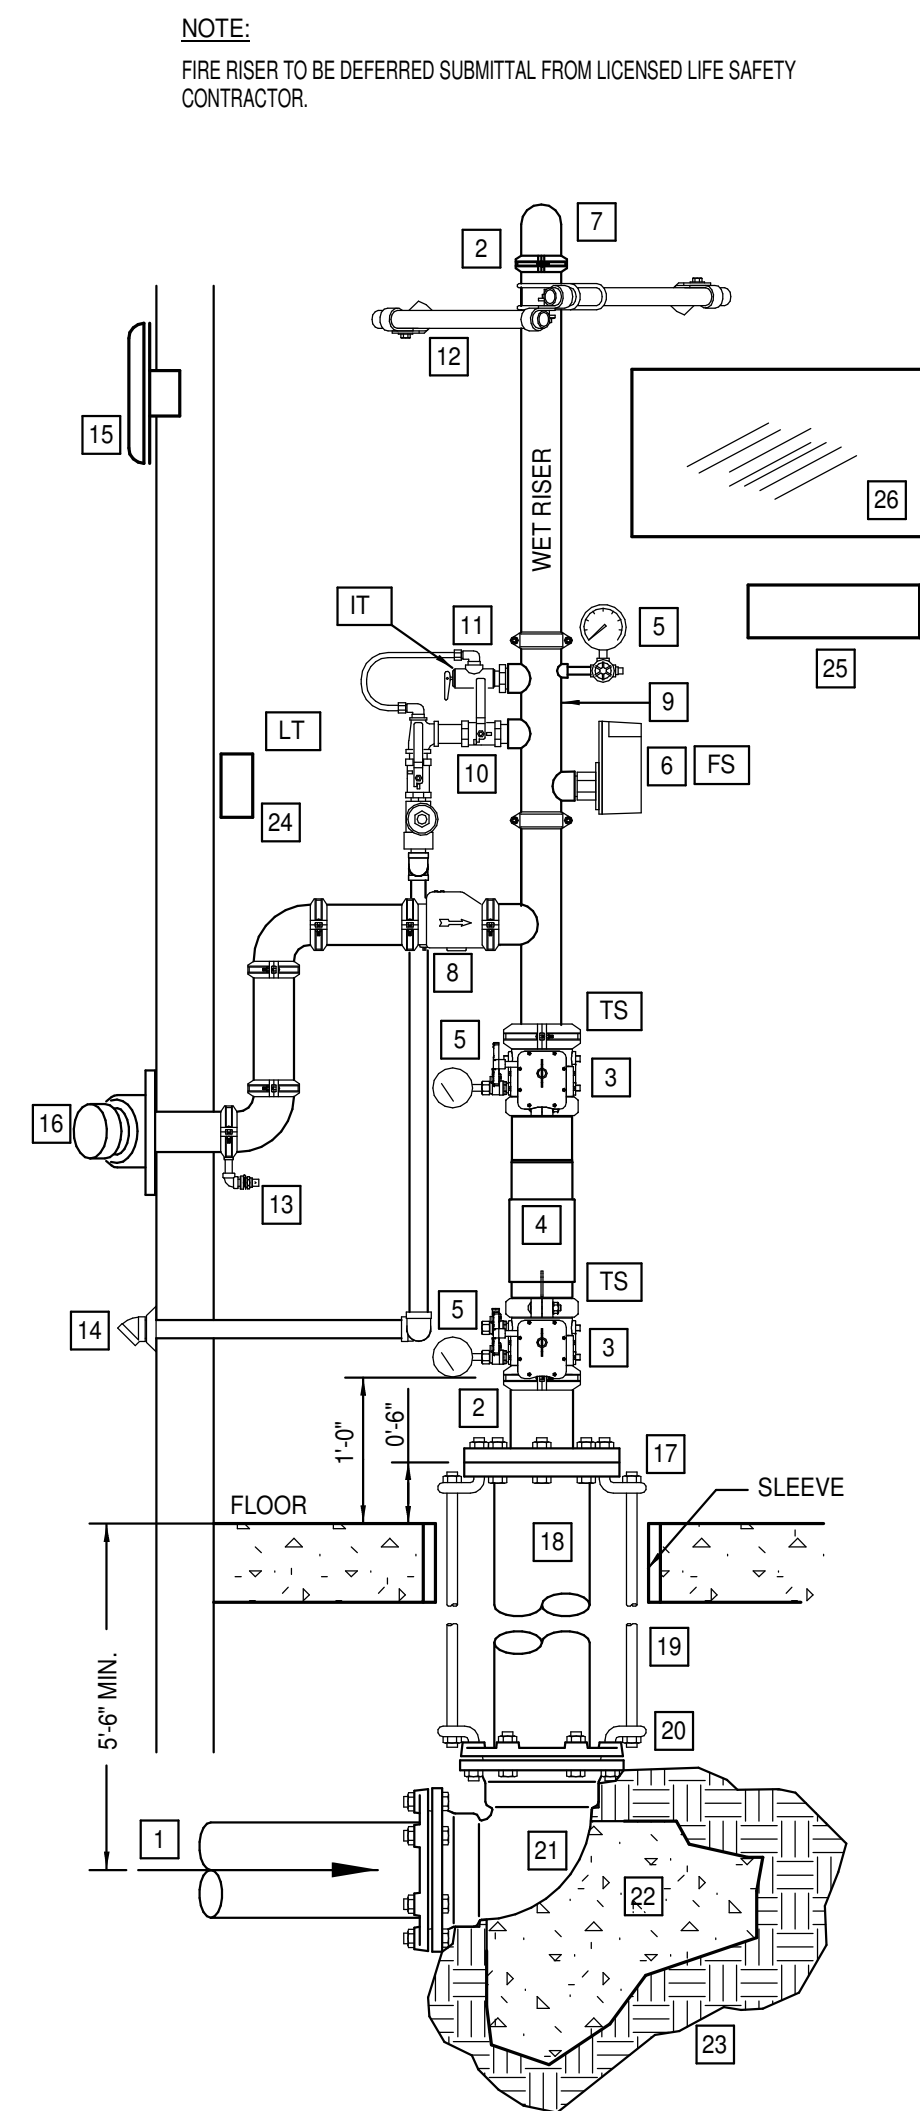 NOTE:
FIRE RISER TO BE DEFERRED SUBMITTAL FROM LICENSED LIFE SAFETY
CONTRACTOR.
7
2
12
15
26
WET RISER
IT
11
5
25
9
LT
10
6
FS
24
8
TS
5
3
16
13
4
TS
5
14
3
2
1'-0"
0'-6"
17
SLEEVE
FLOOR
18
19
5'-6" MIN.
20
1
21
22
23